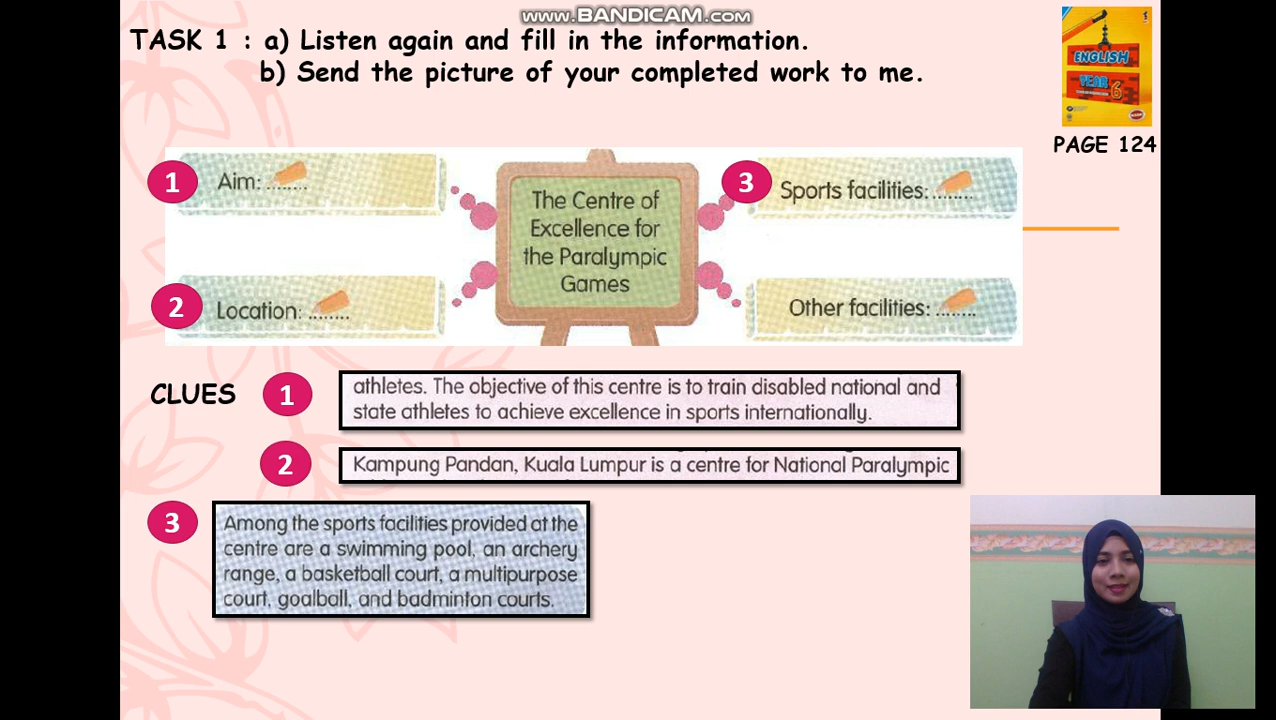 www.BANDICAM.com
TASK 1 : a) Listen again and fill in the information.
b) Send the picture of your completed work to me.
ENGLISH
YEAR 6
PAGE 124
1 Aim: ........
The Centre of
Excellence for
the Paralympic
Games
3 Sports facilities: ........
2 Location: ........
Other facilities: ........
CLUES
1
athletes. The objective of this centre is to train disabled national and
state athletes to achieve excellence in sports internationally.
2
Kampung Pandan, Kuala Lumpur is a centre for National Paralympic
3
Among the sports facilities provided at the
centre are a swimming pool, an archery
range, a basketball court, a multipurpose
court, goalball, and badminton courts.